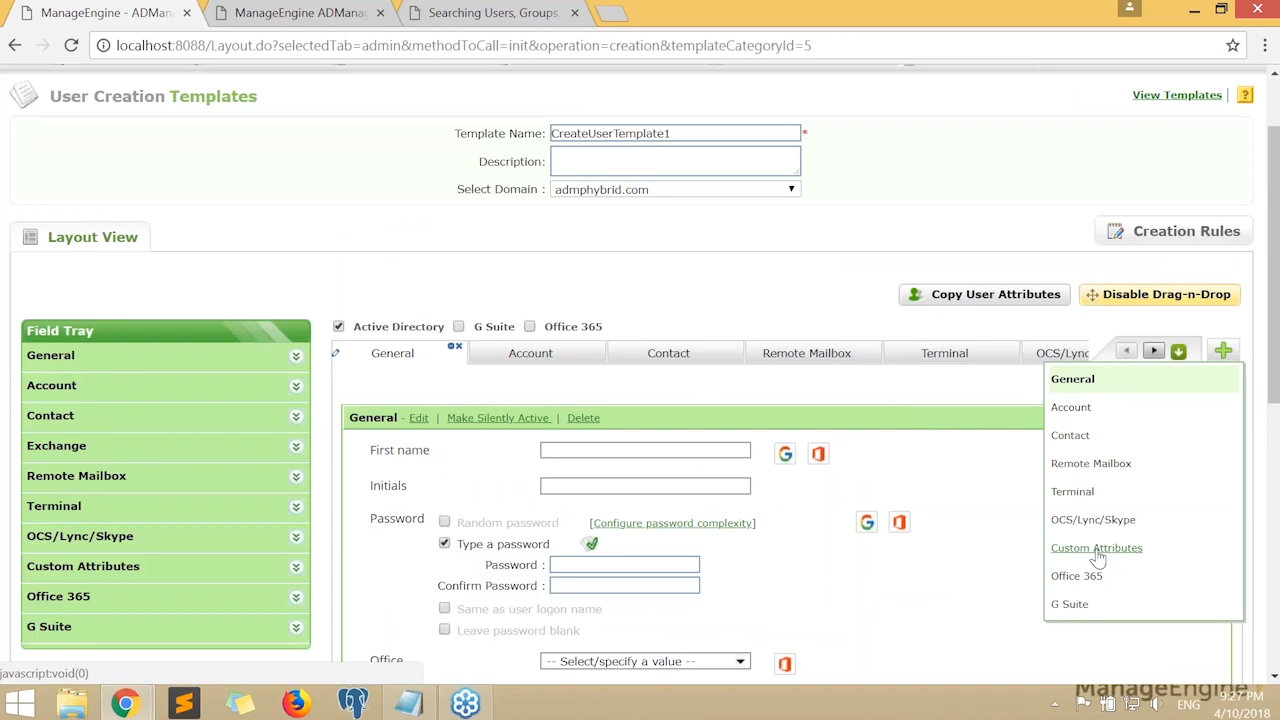 ManageEngine - ADMan
ManageEngine ADMana
Searching Users, Groups,
localhost:8088/Layout.do?selectedTab=admin&methodToCall=init&operation=creation&templateCategoryId=5
User Creation Templates
View Templates
?
Template Name: CreateUserTemplate1 *
Description:
Select Domain : admphybrid.com
Layout View
Creation Rules
Copy User Attributes
Disable Drag-n-Drop
Field Tray
General
Account
Contact
Exchange
Remote Mailbox
Terminal
OCS/Lync/Skype
Custom Attributes
Office 365
G Suite
Active Directory G Suite Office 365
General Account Contact Remote Mailbox Terminal OCS/Lync
General - Edit | Make Silently Active | Delete
First name
Initials
Password Random password [Configure password complexity]
Type a password
Password :
Confirm Password :
Same as user logon name
Leave password blank
Office -- Select/specify a value --
General
Account
Contact
Remote Mailbox
Terminal
OCS/Lync/Skype
Custom Attributes
Office 365
G Suite
javascript:void(0)
ManageEngine
ENG
9:27 PM
4/10/2018